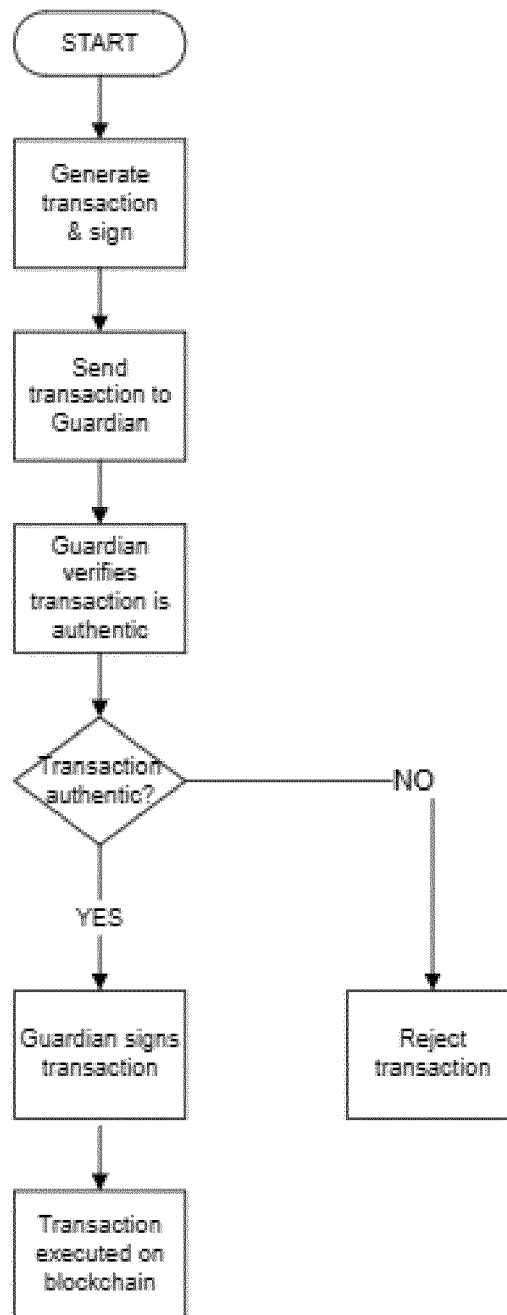 START
Generate
transaction
& sign
Send
transaction to
Guardian
Guardian
verifies
transaction is
authentic
Transaction
authentic?
NO
YES
Guardian signs
transaction
Reject
transaction
Transaction
executed on
blockchain